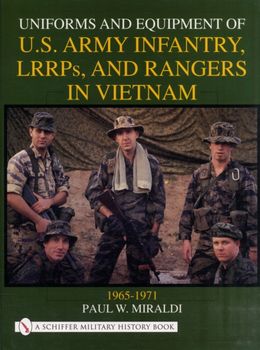 UNIFORMS AND EQUIPMENT OF
U.S. ARMY INFANTRY,
LRRPs, AND RANGERS
IN VIETNAM
1965-1971
PAUL W. MIRALDI
A SCHIFFER MILITARY HISTORY BOOK